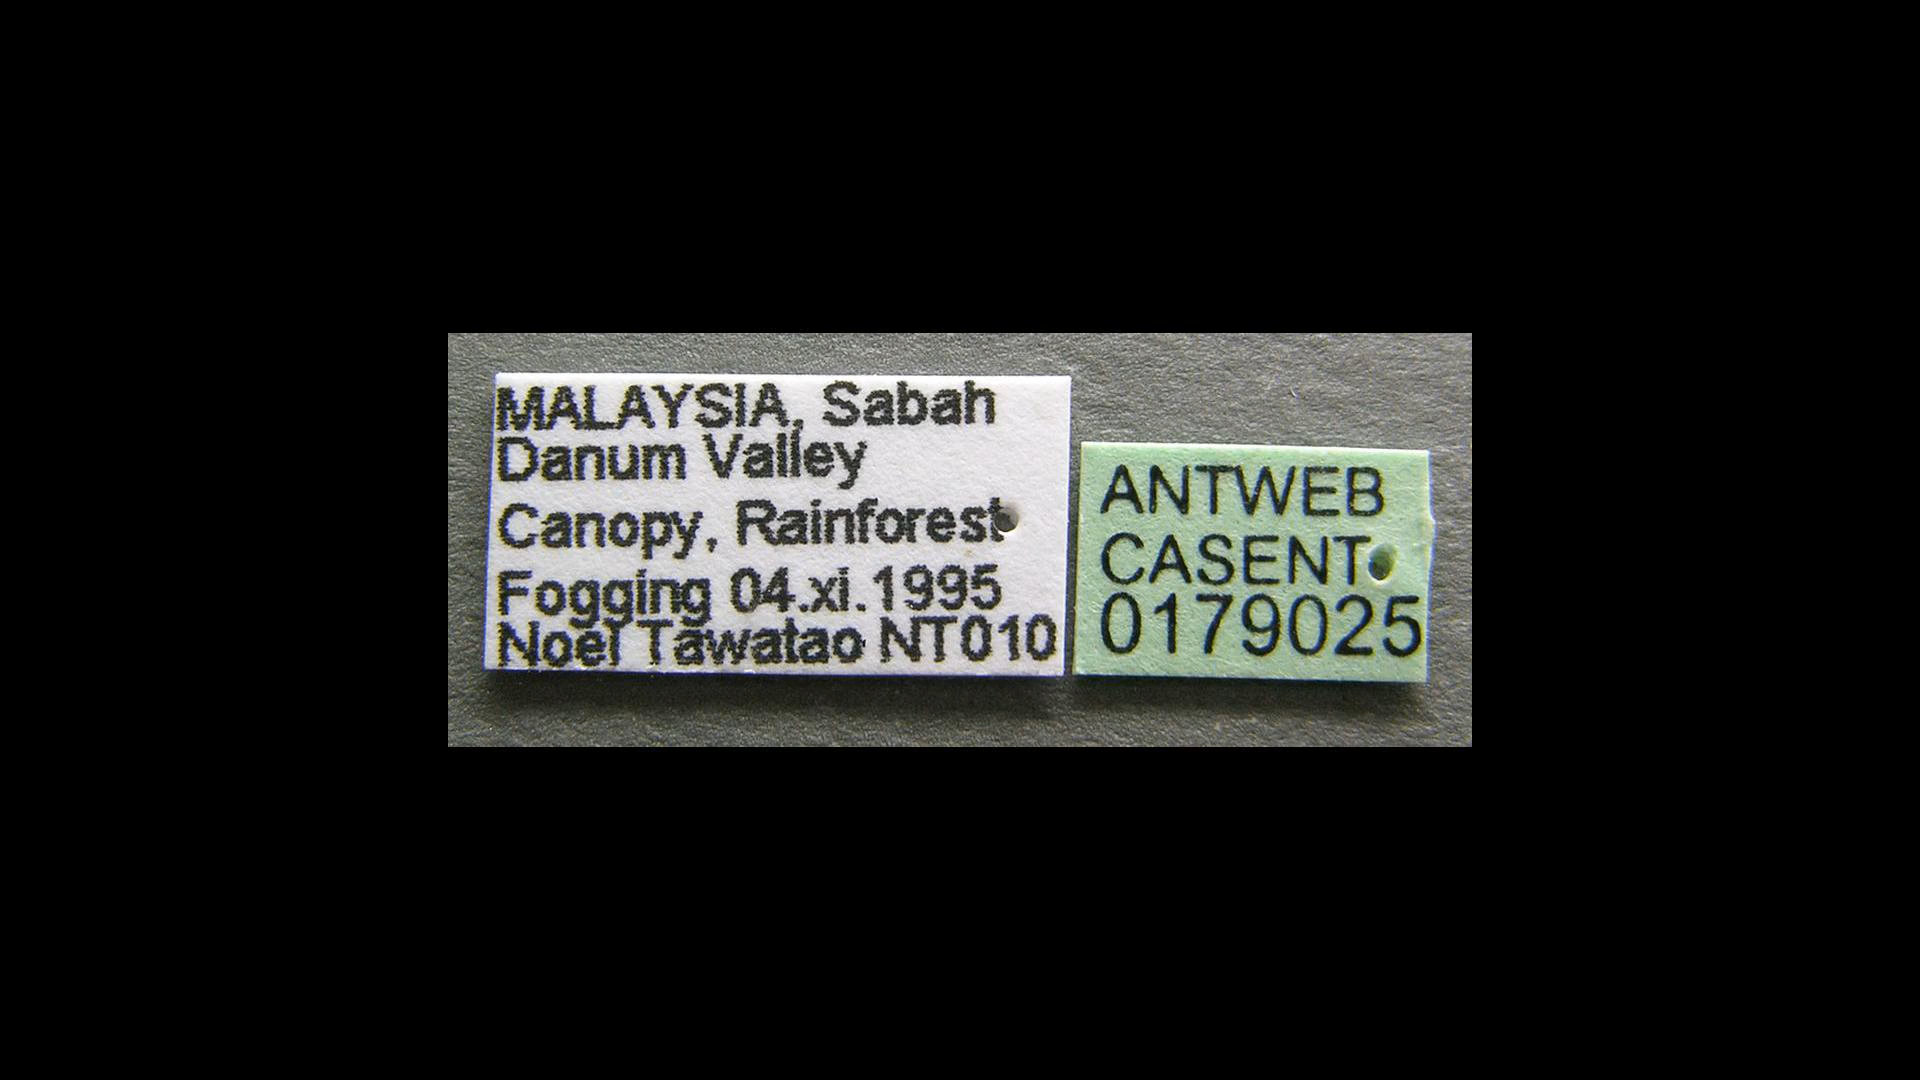 MALAYSIA, Sabah
Danum Valley
Canopy, Rainforest
Fogging 04.xi.1995
Noel Tawatao NT010
ANTWEB
CASENT
0179025